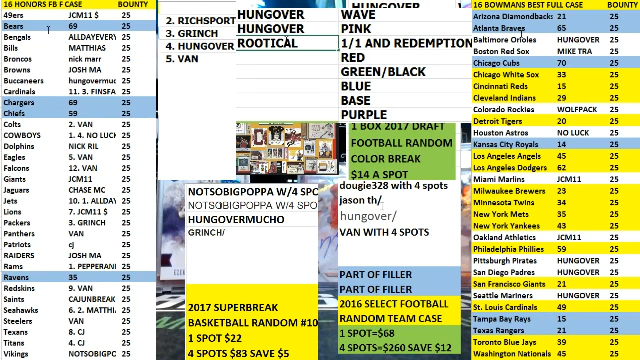 16 HONORS FB F CASE BOUNTY
49ers JCM11 $ 25
Bears 69 25
Bengals ALLDAYEVERY 25
Bills MATTHIAS 25
Broncos nick marr 25
Browns JOSH MA 25
Buccaneers hungovermuc 25
Cardinals 11. 3. FINSFA 25
Chargers 69 25
Chiefs 59 25
Colts 2. VAN 25
COWBOYS 1. 4. NO LUCK 25
Dolphins NICK RIL 25
Eagles 5. VAN 25
Falcons 12. VAN 25
Giants JCM11 25
Jaguars CHASE MC 25
Jets 10. 1. ALLDAY 25
Lions 7. JCM11 $ 25
Packers 3. GRINCH 25
Panthers VAN 25
Patriots cj 25
RAIDERS JOSH MA 25
Rams 1. PEPPERANI 25
Ravens 35 25
Redskins 9. VAN 25
Saints CAJUNBREAK 25
Seahawks 6. 2. MATTHI 25
Steelers VAN 25
Texans 8. CJ 25
Titans 4. CJ 25
Vikings NOTSOBIGPO 25
2. RICHSPORT
3. GRINCH
4. HUNGOVER
5. VAN
HUNGOVER
HUNGOVER
ROOTICAL
WAVE
PINK
1/1 AND REDEMPTION
RED
GREEN/BLACK
BLUE
BASE
PURPLE
1 BOX 2017 DRAFT
FOOTBALL RANDOM
COLOR BREAK
$14 A SPOT
NOTSOBIGPOPPA W/4 SPO
NOTSOBIGPOPPA W/4 SPO
HUNGOVERMUCHO
GRINCH/
2017 SUPERBREAK
BASKETBALL RANDOM #10
1 SPOT $22
4 SPOTS $83 SAVE $5
dougie328 with 4 spots
jason th/
hungover/
VAN WITH 4 SPOTS
PART OF FILLER
PART OF FILLER
2016 SELECT FOOTBALL
RANDOM TEAM CASE
1 SPOT=$68
4 SPOTS=$260 SAVE $12
16 BOWMANS BEST FULL CASE BOUNTY
Arizona Diamondbacks 21 25
Atlanta Braves 65 25
Baltimore Orioles HUNGOVER 25
Boston Red Sox MIKE TRA 25
Chicago Cubs 70 25
Chicago White Sox 33 25
Cincinnati Reds 15 25
Cleveland Indians 29 25
Colorado Rockies WOLFPACK 25
Detroit Tigers 20 25
Houston Astros NO LUCK 25
Kansas City Royals 14 25
Los Angeles Angels 45 25
Los Angeles Dodgers 62 25
Miami Marlins JCM11 25
Milwaukee Brewers 23 25
Minnesota Twins 34 25
New York Mets 35 25
New York Yankees 43 25
Oakland Athletics JCM11 25
Philadelphia Phillies 59 25
Pittsburgh Pirates HUNGOVER 25
San Diego Padres HUNGOVER 25
San Francisco Giants 21 25
Seattle Mariners HUNGOVER 25
St. Louis Cardinals 49 25
Tampa Bay Rays 15 25
Texas Rangers 21 25
Toronto Blue Jays 39 25
Washington Nationals 45 25